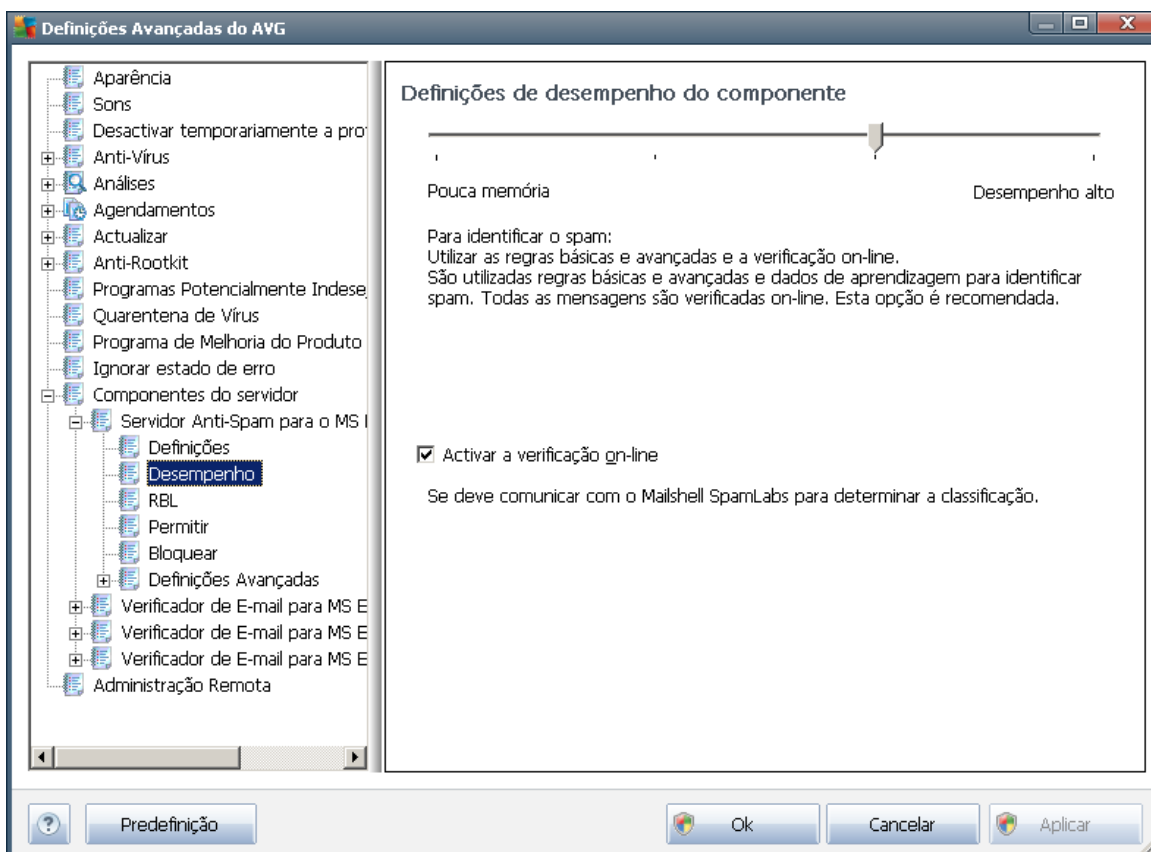 Definições Avançadas do AVG
Aparência
Sons
Desactivar temporariamente a pro
Anti-Vírus
Análises
Agendamentos
Actualizar
Anti-Rootkit
Programas Potencialmente Indese
Quarentena de Vírus
Programa de Melhoria do Produto
Ignorar estado de erro
Componentes do servidor
Servidor Anti-Spam para o MS
Definições
Desempenho
RBL
Permitir
Bloquear
Definições Avançadas
Verificador de E-mail para MS E
Verificador de E-mail para MS E
Verificador de E-mail para MS E
Administração Remota
Definições de desempenho do componente
Pouca memória
Desempenho alto
Para identificar o spam:
Utilizar as regras básicas e avançadas e a verificação on-line.
São utilizadas regras básicas e avançadas e dados de aprendizagem para identificar
spam. Todas as mensagens são verificadas on-line. Esta opção é recomendada.
Activar a verificação on-line
Se deve comunicar com o Mailshell SpamLabs para determinar a classificação.
?
Predefinição
Ok
Cancelar
Aplicar